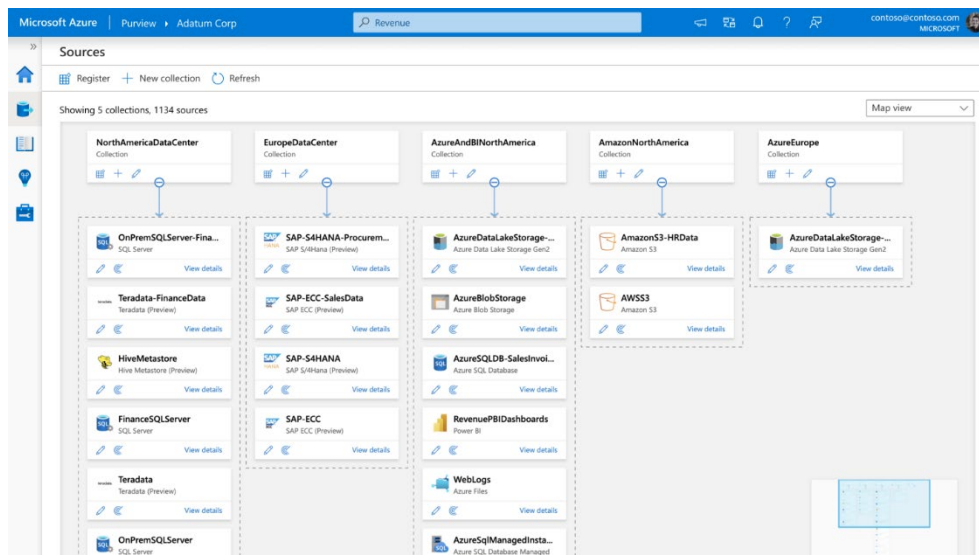 Microsoft Azure | Purview ▸ Adatum Corp
Revenue
contoso@contoso.com
MICROSOFT
Sources
Register
New collection
Refresh
Showing 5 collections, 1134 sources
Map view
NorthAmericaDataCenter
Collection
OnPremSQLServer-Fina...
SQL Server
View details
Teradata-FinanceData
Teradata (Preview)
View details
HiveMetastore
Hive Metastore (Preview)
View details
FinanceSQLServer
SQL Server
View details
Teradata
Teradata (Preview)
View details
OnPremSQLServer
SQL Server
EuropeDataCenter
Collection
SAP-S4HANA-Procurem...
SAP S/4Hana (Preview)
View details
SAP-ECC-SalesData
SAP ECC (Preview)
View details
SAP-S4HANA
SAP S/4Hana (Preview)
View details
SAP-ECC
SAP ECC (Preview)
View details
AzureAndBINorthAmerica
Collection
AzureDataLakeStorage-...
Azure Data Lake Storage Gen2
View details
AzureBlobStorage
Azure Blob Storage
View details
AzureSQLDB-SalesInvoi...
Azure SQL Database
View details
RevenuePBIDashboards
Power BI
View details
WebLogs
Azure Files
View details
AzureSqlManagedInsta...
Azure SQL Database Managed
AmazonNorthAmerica
Collection
AmazonS3-HRData
Amazon S3
View details
AWSS3
Amazon S3
View details
AzureEurope
Collection
AzureDataLakeStorage-...
Azure Data Lake Storage Gen2
View details